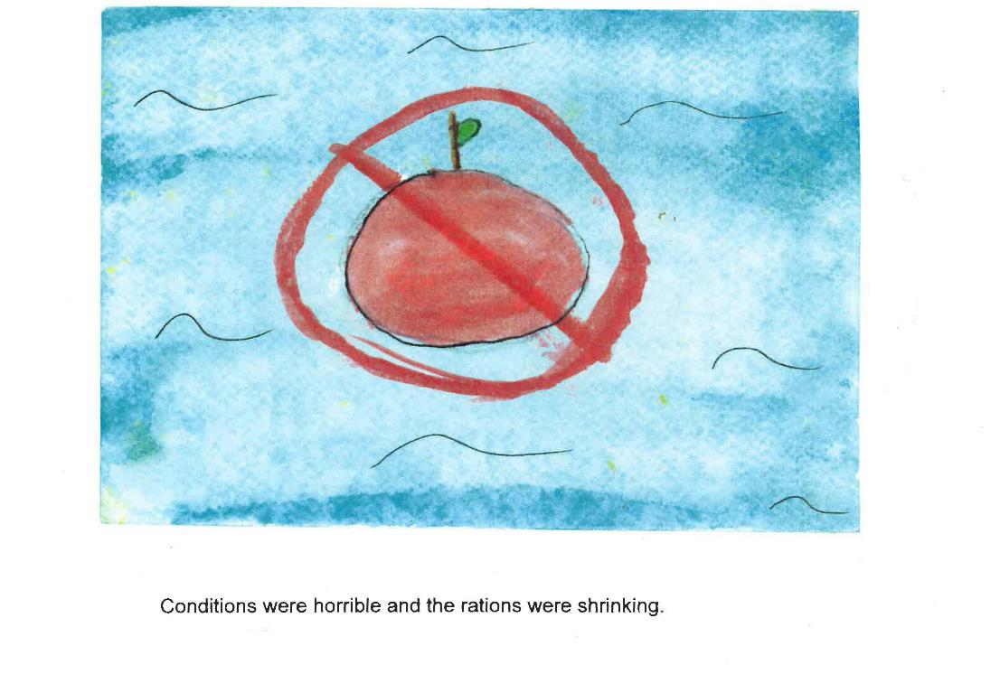 Conditions were horrible and the rations were shrinking.